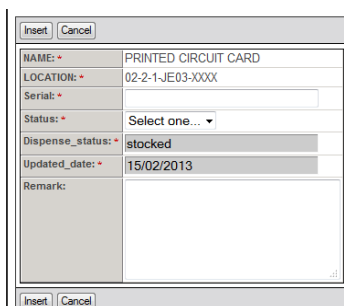 Insert Cancel
NAME: * PRINTED CIRCUIT CARD
LOCATION: * 02-2-1-JE03-XXXX
Serial: *
Status: * Select one...
Dispense_status: * stocked
Updated_date: * 15/02/2013
Remark:
Insert Cancel